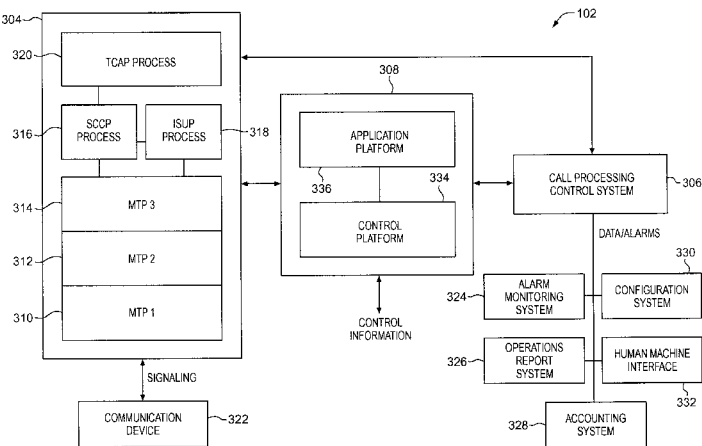 304
102
320
TCAP PROCESS
308
316
SCCP
PROCESS
ISUP
PROCESS
318
APPLICATION
PLATFORM
336
334
CALL PROCESSING
CONTROL SYSTEM
306
314
MTP 3
CONTROL
PLATFORM
DATA/ALARMS
312
MTP 2
330
324
ALARM
MONITORING
SYSTEM
CONFIGURATION
SYSTEM
310
MTP 1
CONTROL
INFORMATION
326
OPERATIONS
REPORT
SYSTEM
HUMAN MACHINE
INTERFACE
332
SIGNALING
COMMUNICATION
DEVICE
322
328
ACCOUNTING
SYSTEM